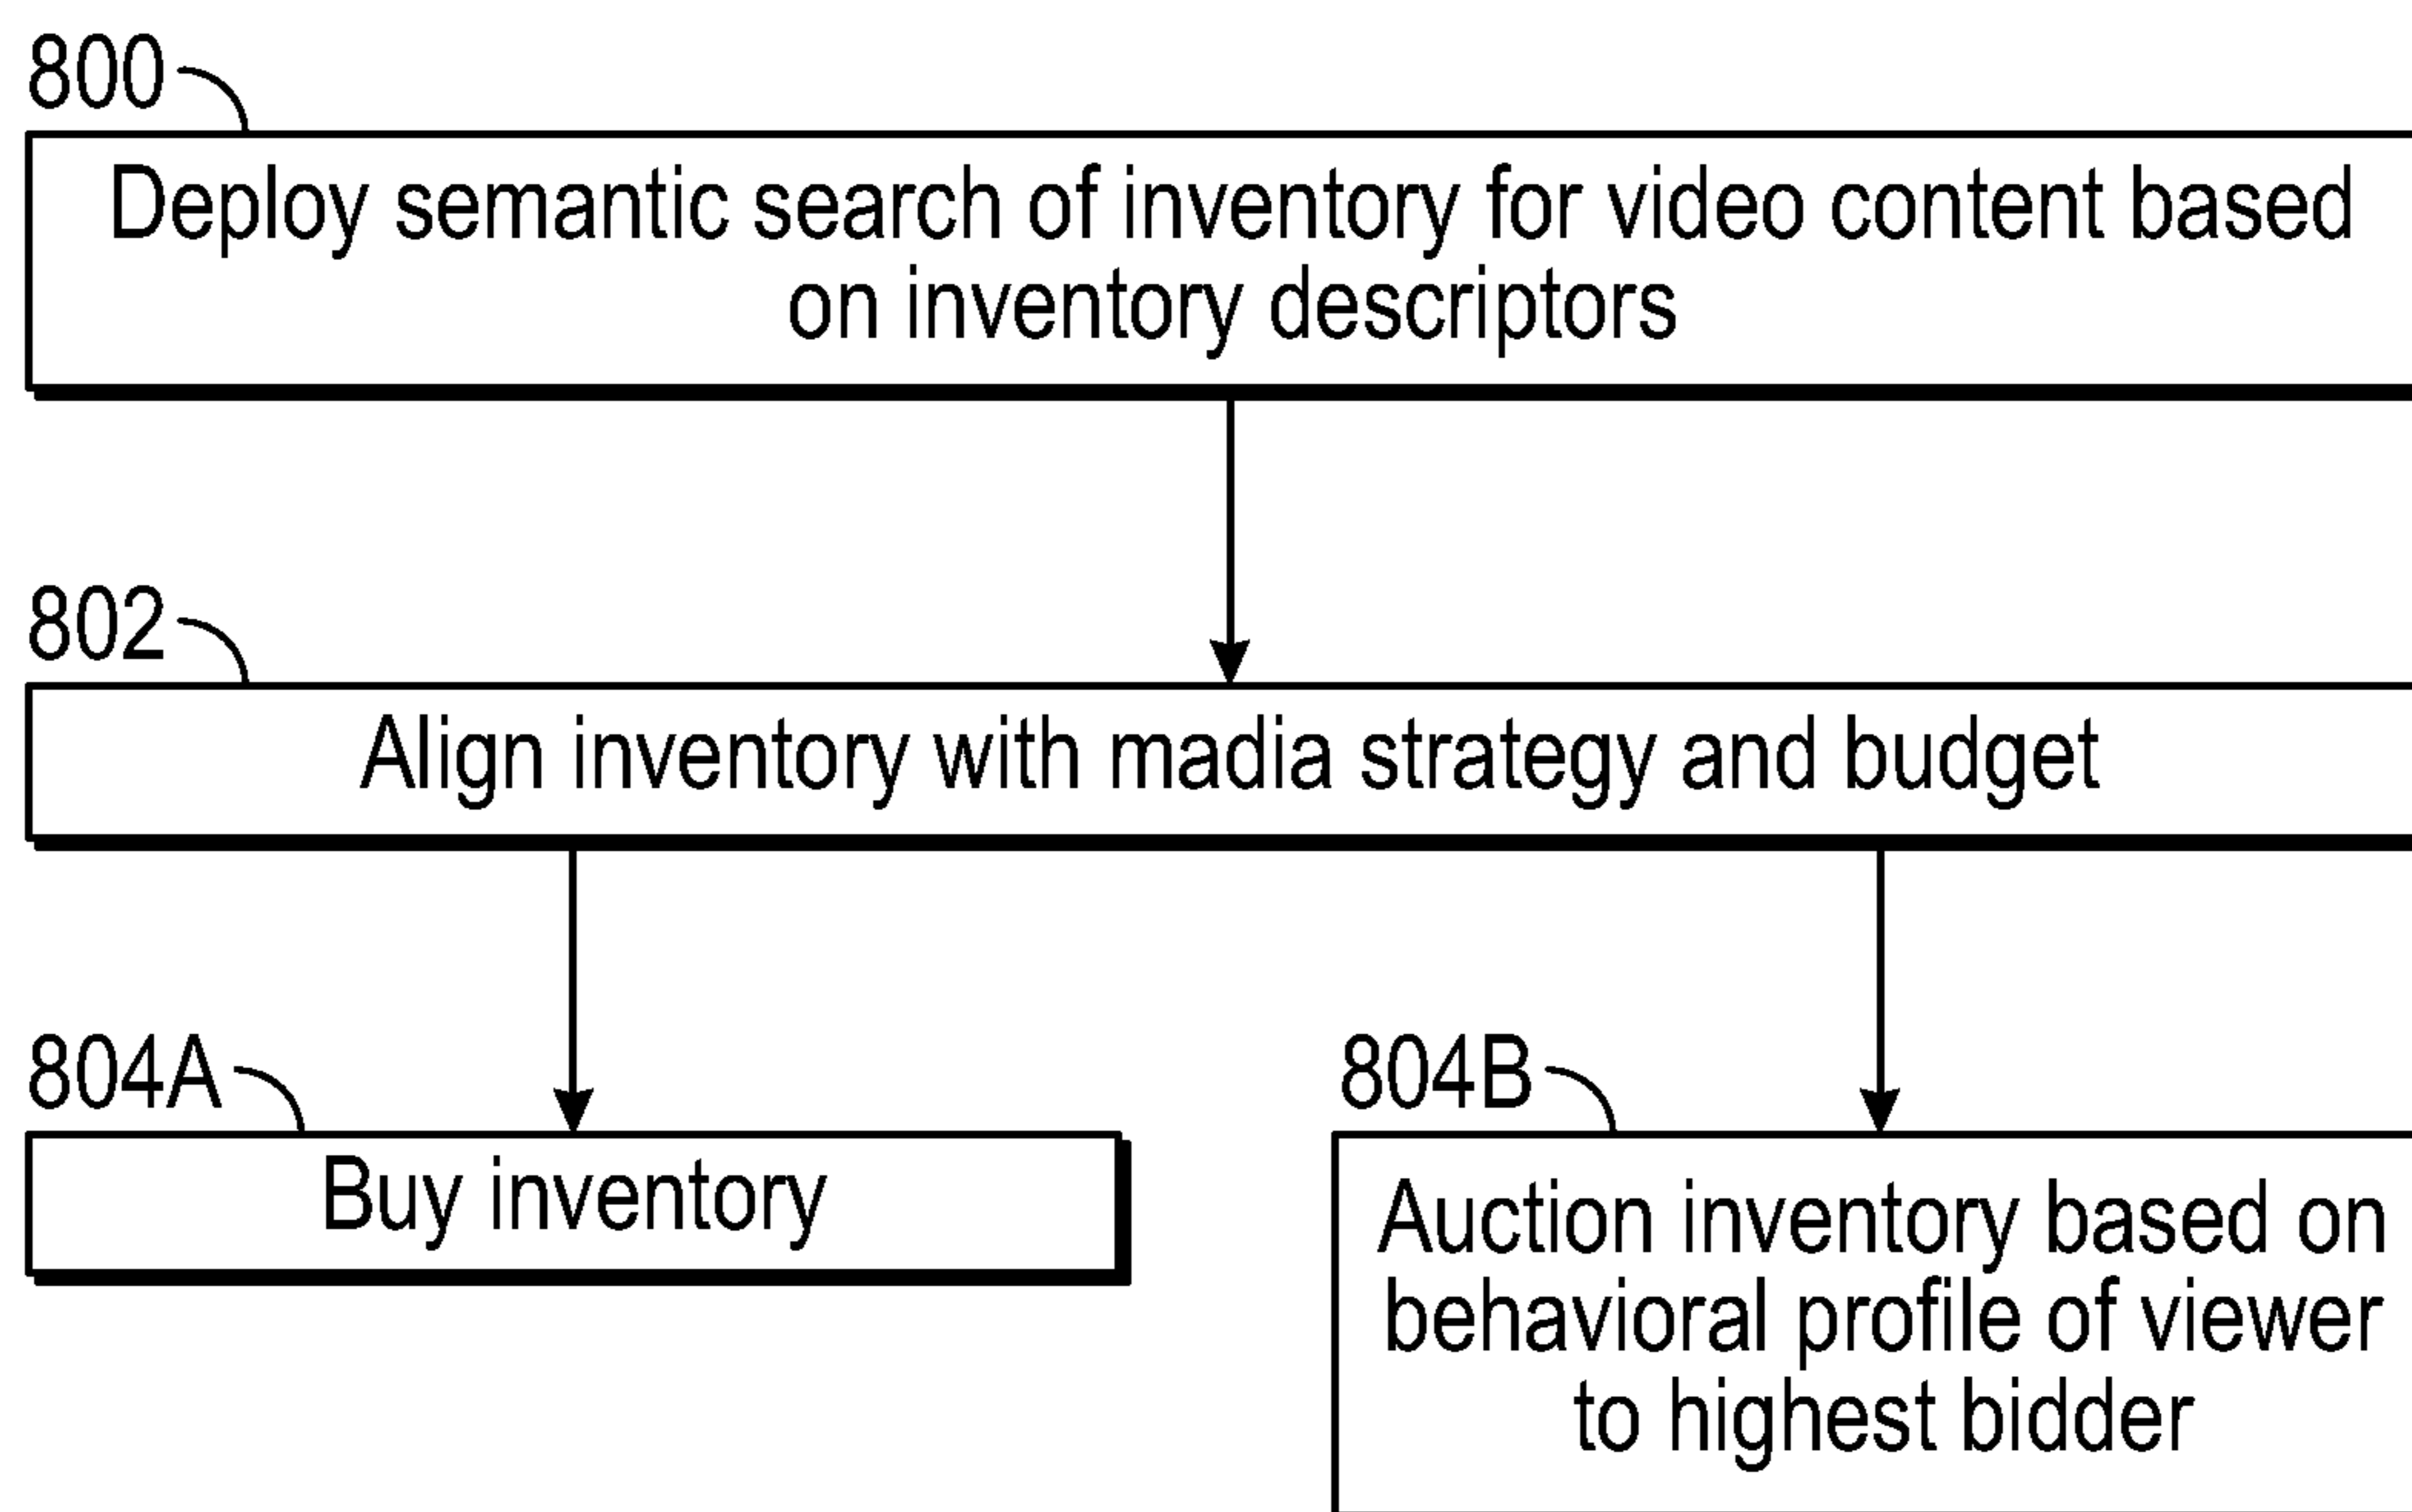 800
Deploy semantic search of inventory for video content based
on inventory descriptors
802
Align inventory with madia strategy and budget
804A
Buy inventory
804B
Auction inventory based on
behavioral profile of viewer
to highest bidder